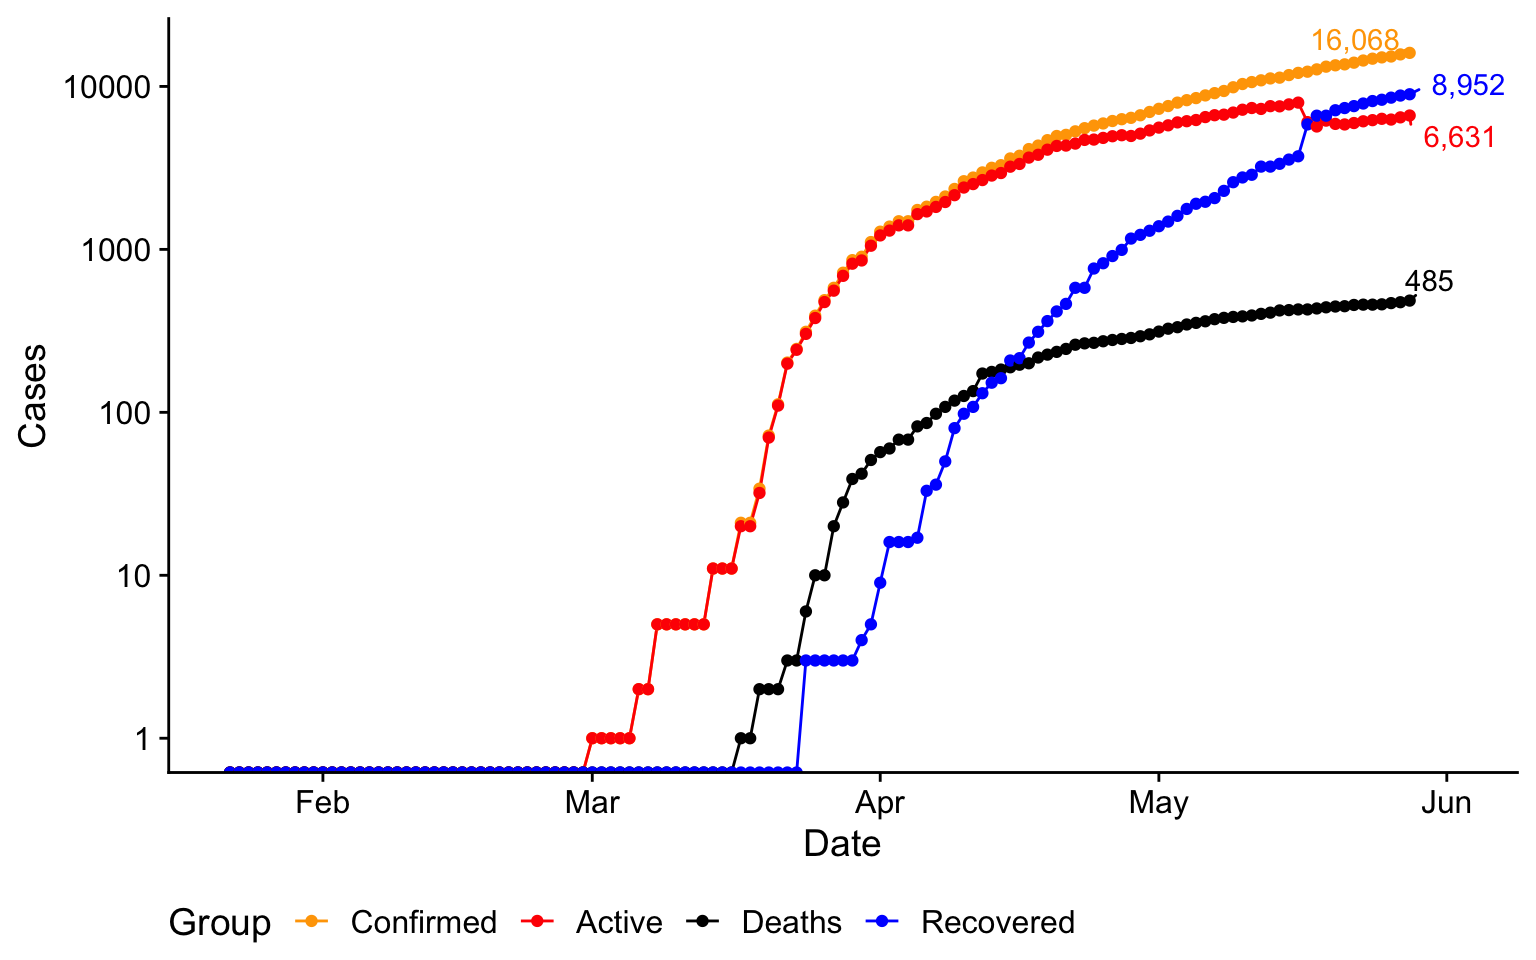 16,068
10000
8,952
6,631
1000
485
Cases
100
10
1
Feb Mar Apr May Jun
Date
Group Confirmed Active Deaths Recovered